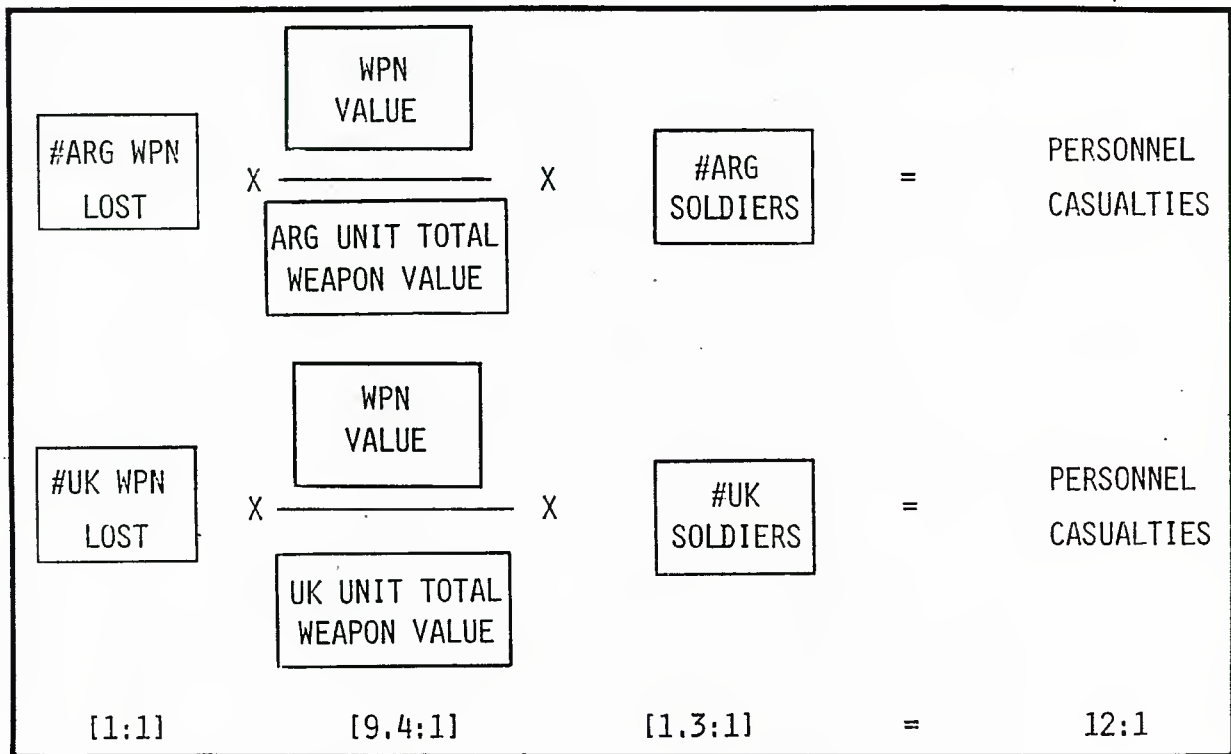 #ARG WPN
LOST
X
WPN
VALUE
ARG UNIT TOTAL
WEAPON VALUE
X
#ARG
SOLDIERS
=
PERSONNEL
CASUALTIES
#UK WPN
LOST
X
WPN
VALUE
UK UNIT TOTAL
WEAPON VALUE
X
#UK
SOLDIERS
=
PERSONNEL
CASUALTIES
[1:1] [9.4:1] [1.3:1] = 12:1